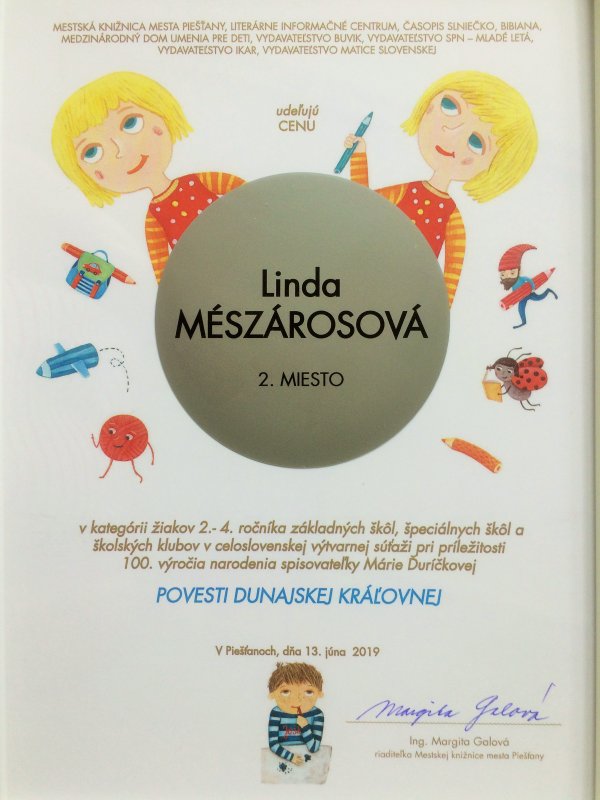 MESTSKÁ KNIŽNICA MESTA PIEŠŤANY, LITERÁRNE INFORMAČNÉ CENTRUM, ČASOPIS SLNIEČKO, BIBIANA,
MEDZINÁRODNÝ DOM UMENIA PRE DETI, VYDAVATEĽSTVO BUVIK, VYDAVATEĽSTVO SPN – MLADÉ LETÁ,
VYDAVATEĽSTVO IKAR, VYDAVATEĽSTVO MATICE SLOVENSKEJ
udeľujú
CENU
Linda
MÉSZÁROSOVÁ
2. MIESTO
v kategórii žiakov 2.- 4. ročníka základných škôl, špeciálnych škôl a
školských klubov v celoslovenskej výtvarnej súťaži pri príležitosti
100. výročia narodenia spisovateľky Márie Ďuríčkovej
POVESTI DUNAJSKEJ KRÁĽOVNEJ
V Piešťanoch, dňa 13. júna 2019
Margita Galová
Ing. Margita Galová
riaditeľka Mestskej knižnice mesta Piešťany